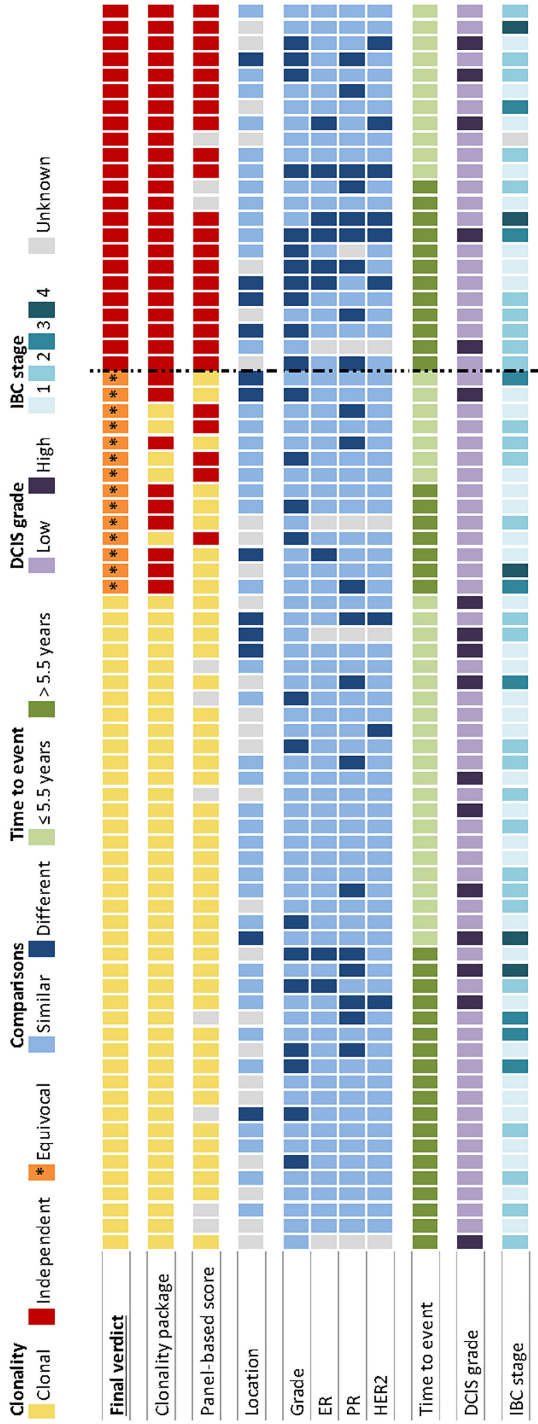 Clonality Comparisons Time to event DCIS grade IBC stage
Clonal Independent * Equivocal Similar Different ≤ 5.5 years > 5.5 years Low High 1 2 3 4 Unknown
Final verdict * * * * * * * * * * * * * *
Clonality package
Panel-based score
Location
Grade
ER
PR
HER2
Time to event
DCIS grade
IBC stage